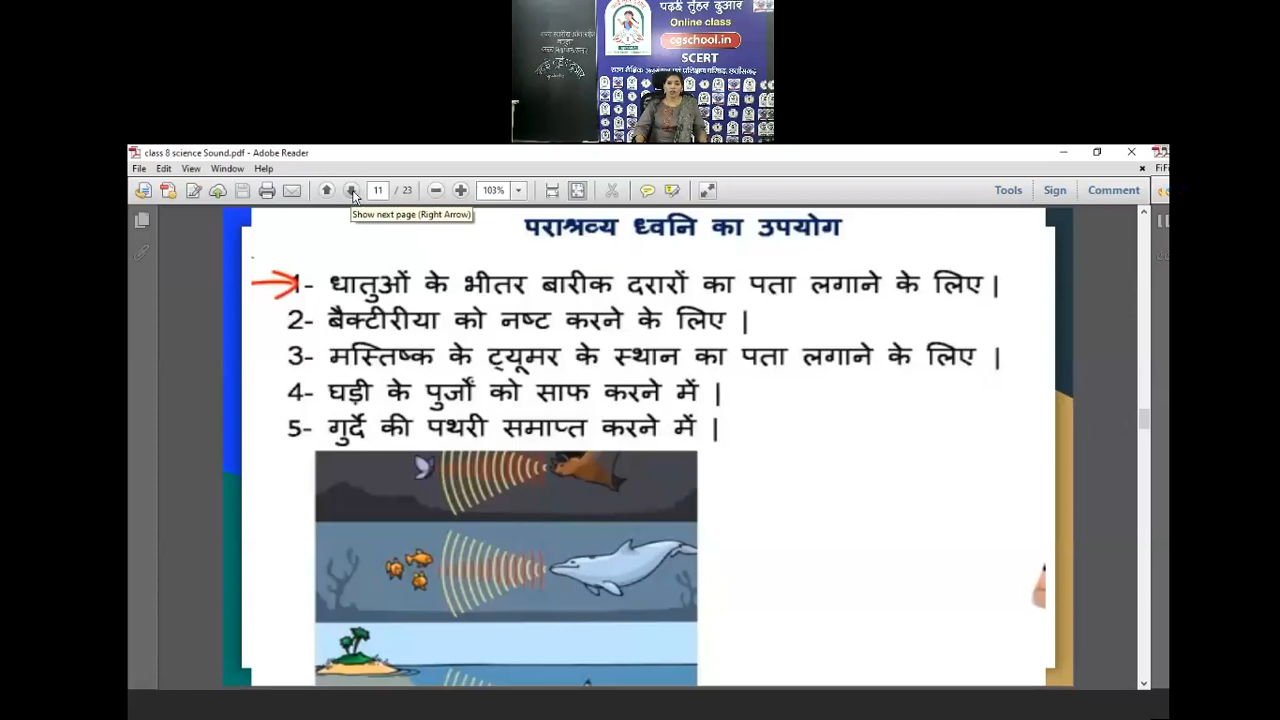 पढ़ई तुंहर दुआर
Online class
cgschool.in
SCERT
class 8 science Sound.pdf - Adobe Reader
File Edit View Window Help
11 / 23 103% Tools Sign Comment
Show next page (Right Arrow)
पराश्रव्य ध्वनि का उपयोग
1- धातुओं के भीतर बारीक दरारों का पता लगाने के लिए |
2- बैक्टीरीया को नष्ट करने के लिए |
3- मस्तिष्क के ट्यूमर के स्थान का पता लगाने के लिए |
4- घड़ी के पुर्जों को साफ करने में |
5- गुर्दे की पथरी समाप्त करने में |